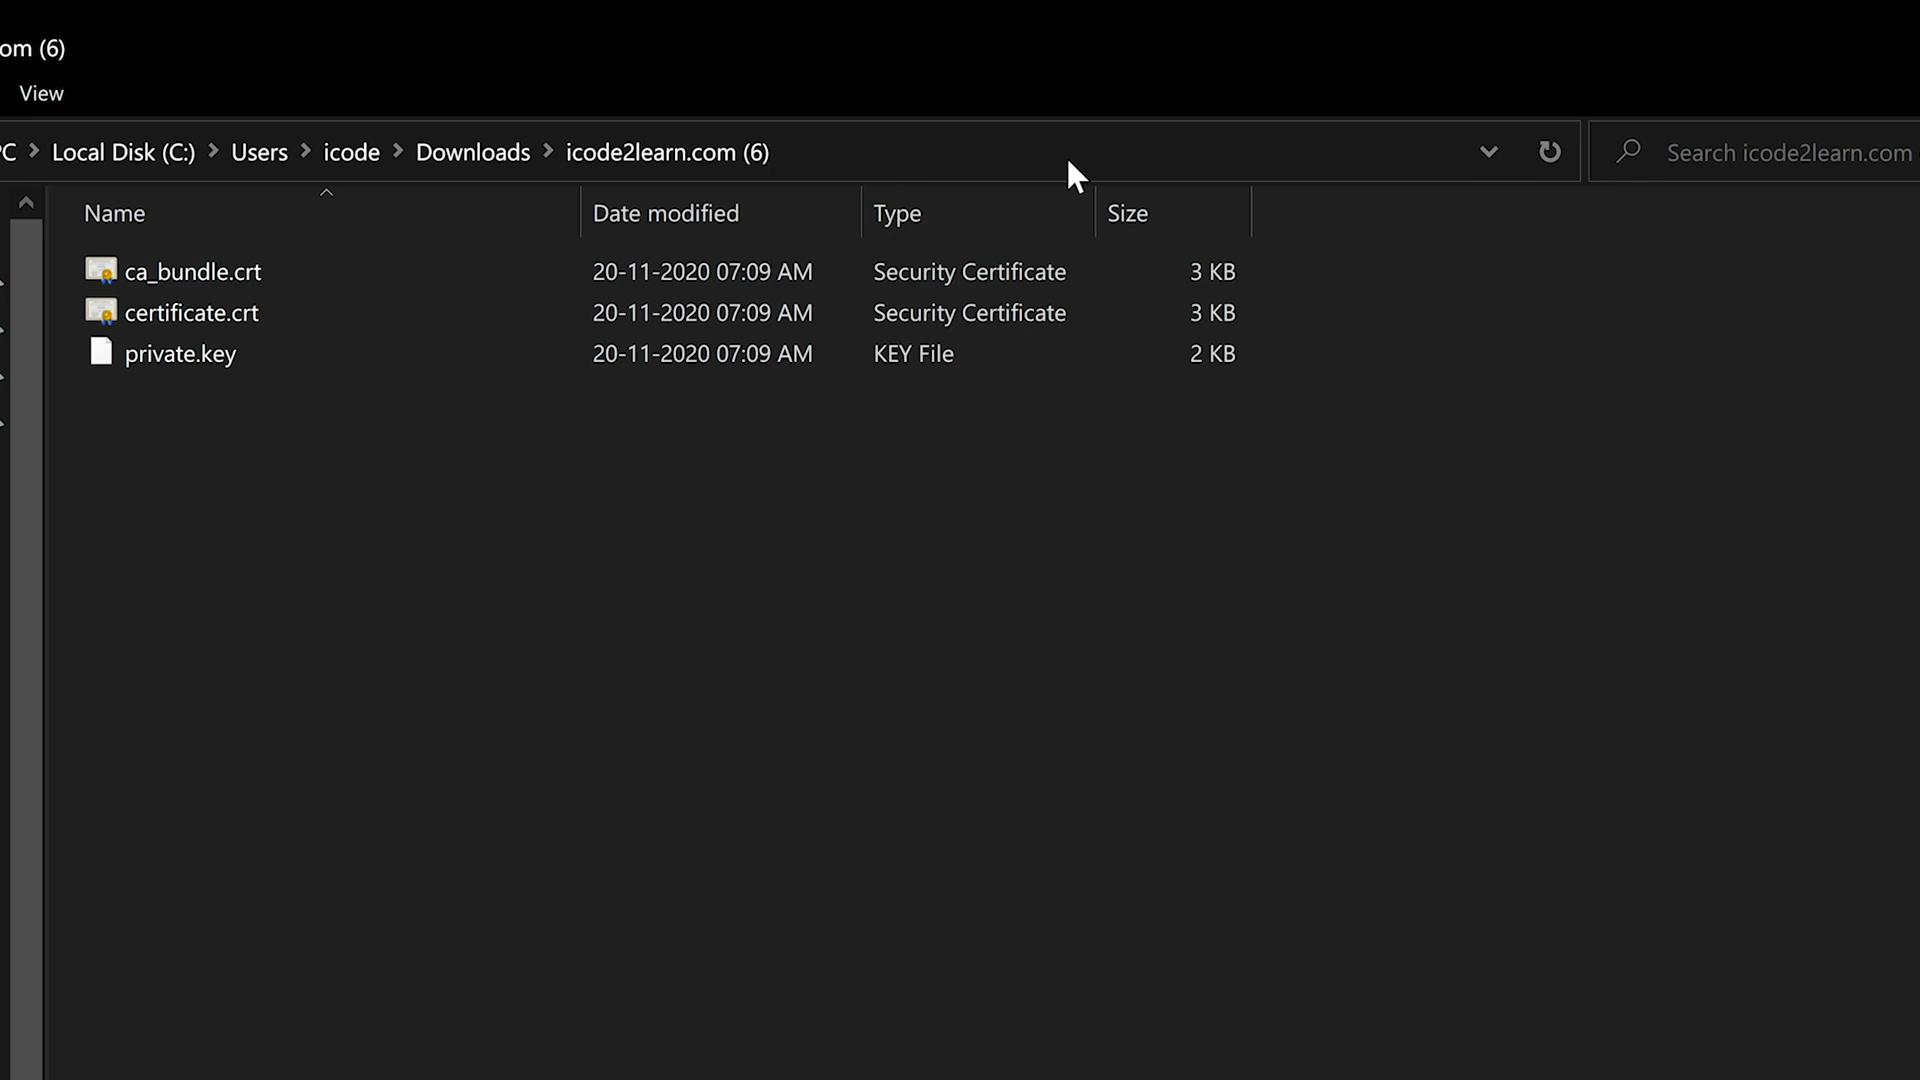 om (6)
View
PC Local Disk (C:) Users icode Downloads icode2learn.com (6) Search icode2learn.com
Name Date modified Type Size
ca_bundle.crt 20-11-2020 07:09 AM Security Certificate 3 KB
certificate.crt 20-11-2020 07:09 AM Security Certificate 3 KB
private.key 20-11-2020 07:09 AM KEY File 2 KB